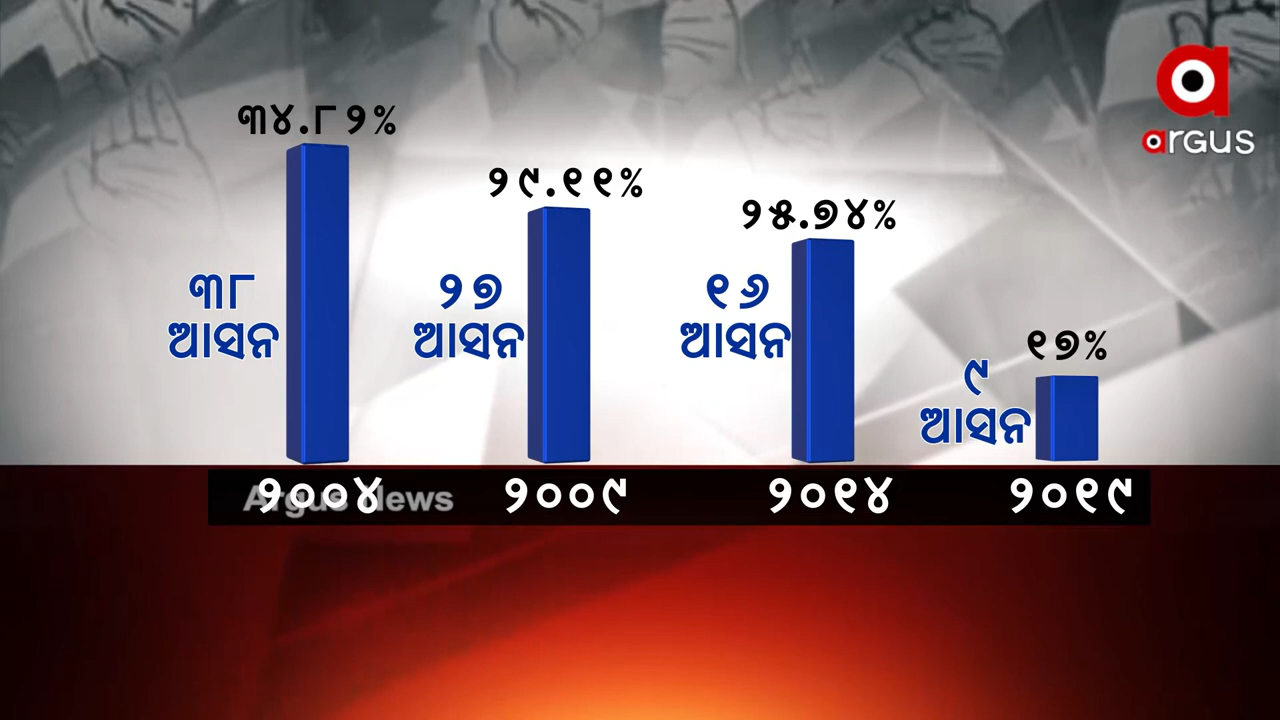 ୩୪.୮୨%
୩୮
ଆସନ
୨୦୦୪
୨୯.୧୧%
୨୭
ଆସନ
୨୦୦୯
୨୫.୭୪%
୧୬
ଆସନ
୨୦୧୪
୧୭%
୯
ଆସନ
୨୦୧୯
Argus News
argus